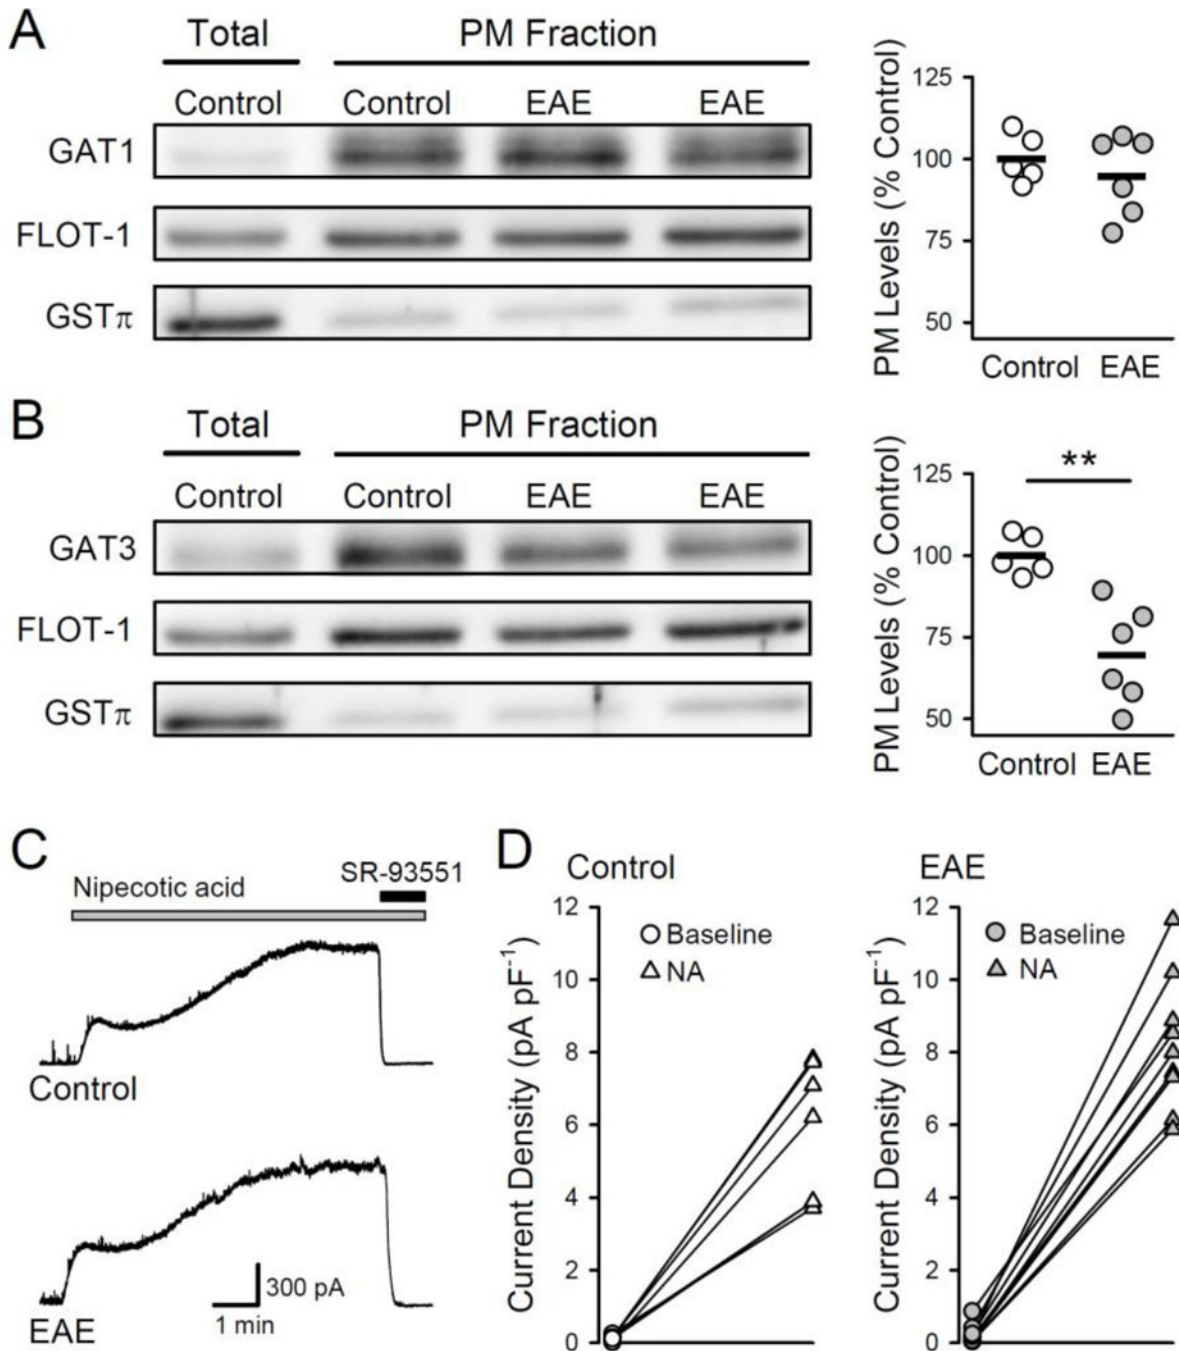 A
Total PM Fraction
Control Control EAE EAE
GAT1
FLOT-1
GSTπ
PM Levels (% Control)
125
100
75
50
Control EAE
B
Total PM Fraction
Control Control EAE EAE
GAT3
FLOT-1
GSTπ
PM Levels (% Control)
125
100
75
50
**
Control EAE
C
Nipecotic acid
SR-93551
Control
300 pA
1 min
EAE
D
Control
Current Density (pA pF⁻¹)
12
10
8
6
4
2
0
Baseline
NA
EAE
Current Density (pA pF⁻¹)
12
10
8
6
4
2
0
Baseline
NA